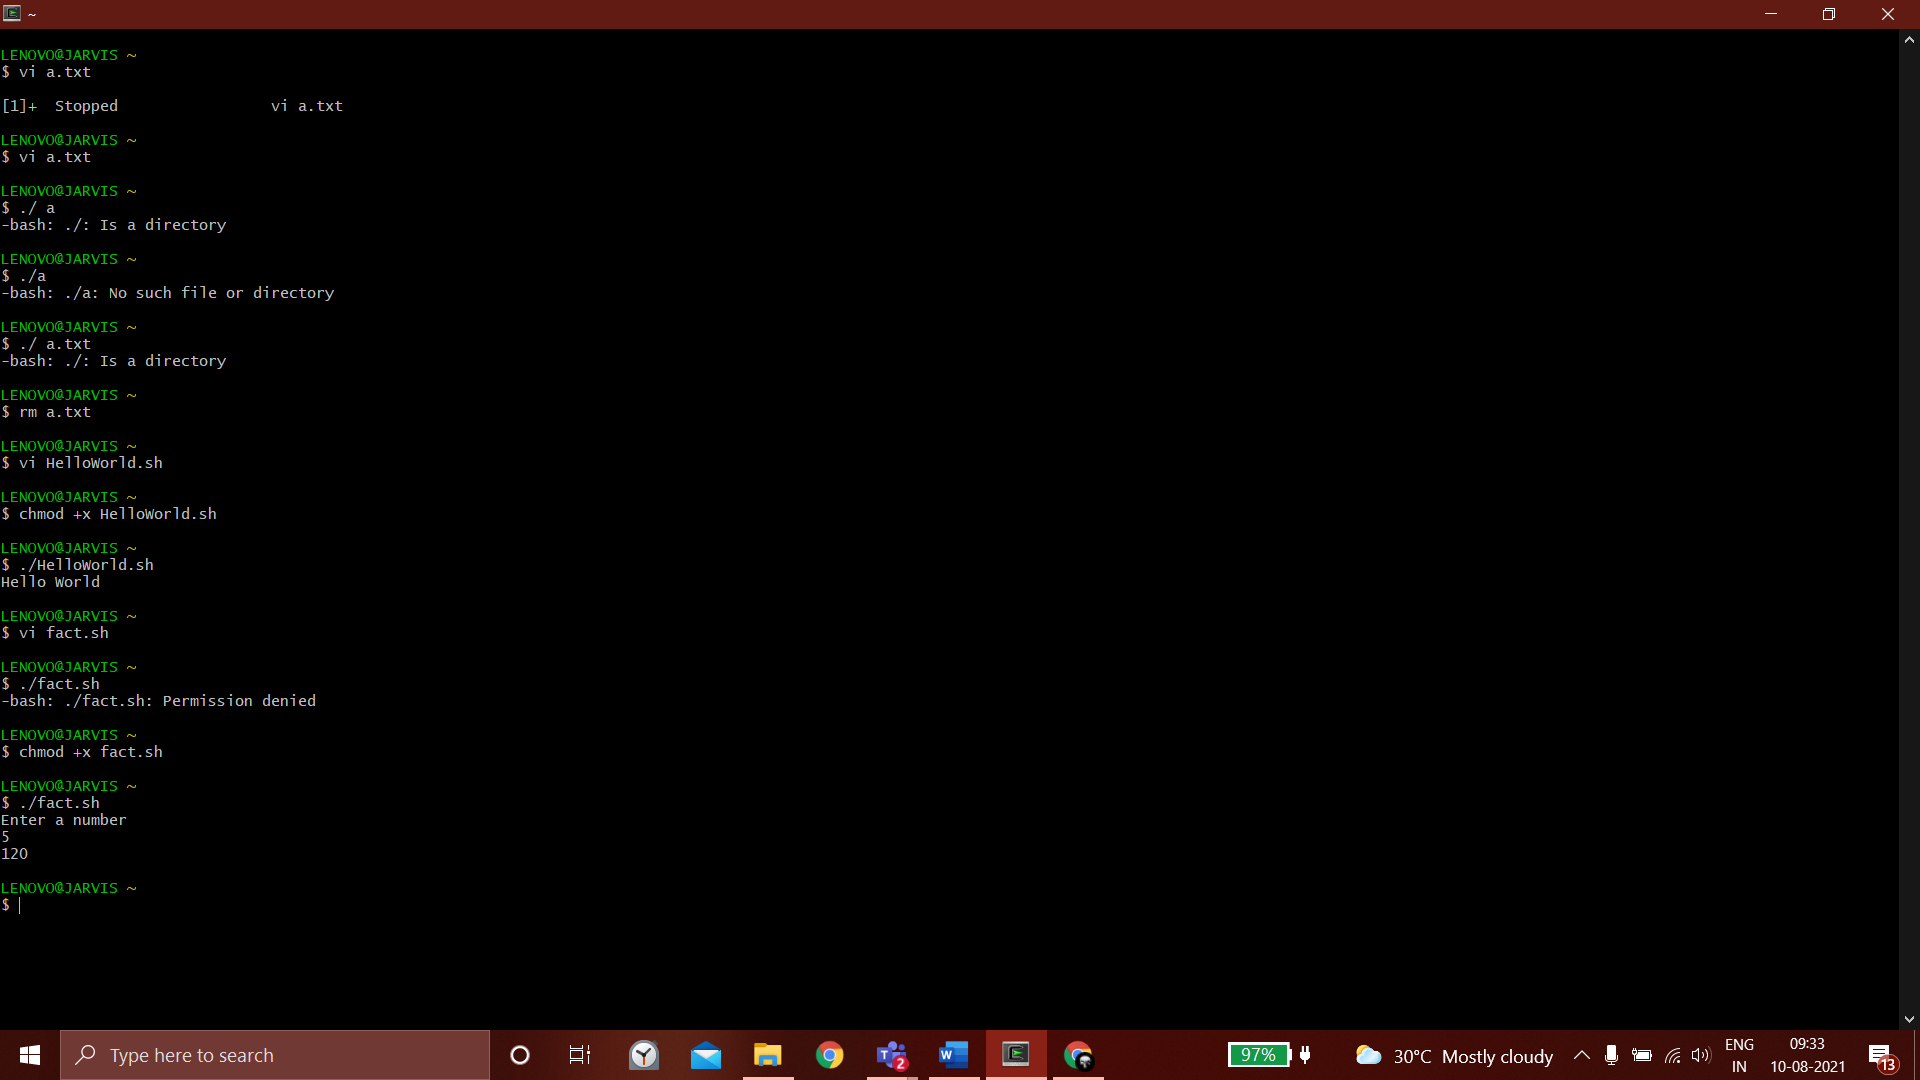 ~
LENOVO@JARVIS ~
$ vi a.txt
[1]+  Stopped                 vi a.txt
LENOVO@JARVIS ~
$ vi a.txt
LENOVO@JARVIS ~
$ ./ a
-bash: ./: Is a directory
LENOVO@JARVIS ~
$ ./a
-bash: ./a: No such file or directory
LENOVO@JARVIS ~
$ ./ a.txt
-bash: ./: Is a directory
LENOVO@JARVIS ~
$ rm a.txt
LENOVO@JARVIS ~
$ vi HelloWorld.sh
LENOVO@JARVIS ~
$ chmod +x HelloWorld.sh
LENOVO@JARVIS ~
$ ./HelloWorld.sh
Hello World
LENOVO@JARVIS ~
$ vi fact.sh
LENOVO@JARVIS ~
$ ./fact.sh
-bash: ./fact.sh: Permission denied
LENOVO@JARVIS ~
$ chmod +x fact.sh
LENOVO@JARVIS ~
$ ./fact.sh
Enter a number
5
120
LENOVO@JARVIS ~
$
Type here to search
T
2
W
97%
30°C Mostly cloudy
ENG
IN
09:33
10-08-2021
13